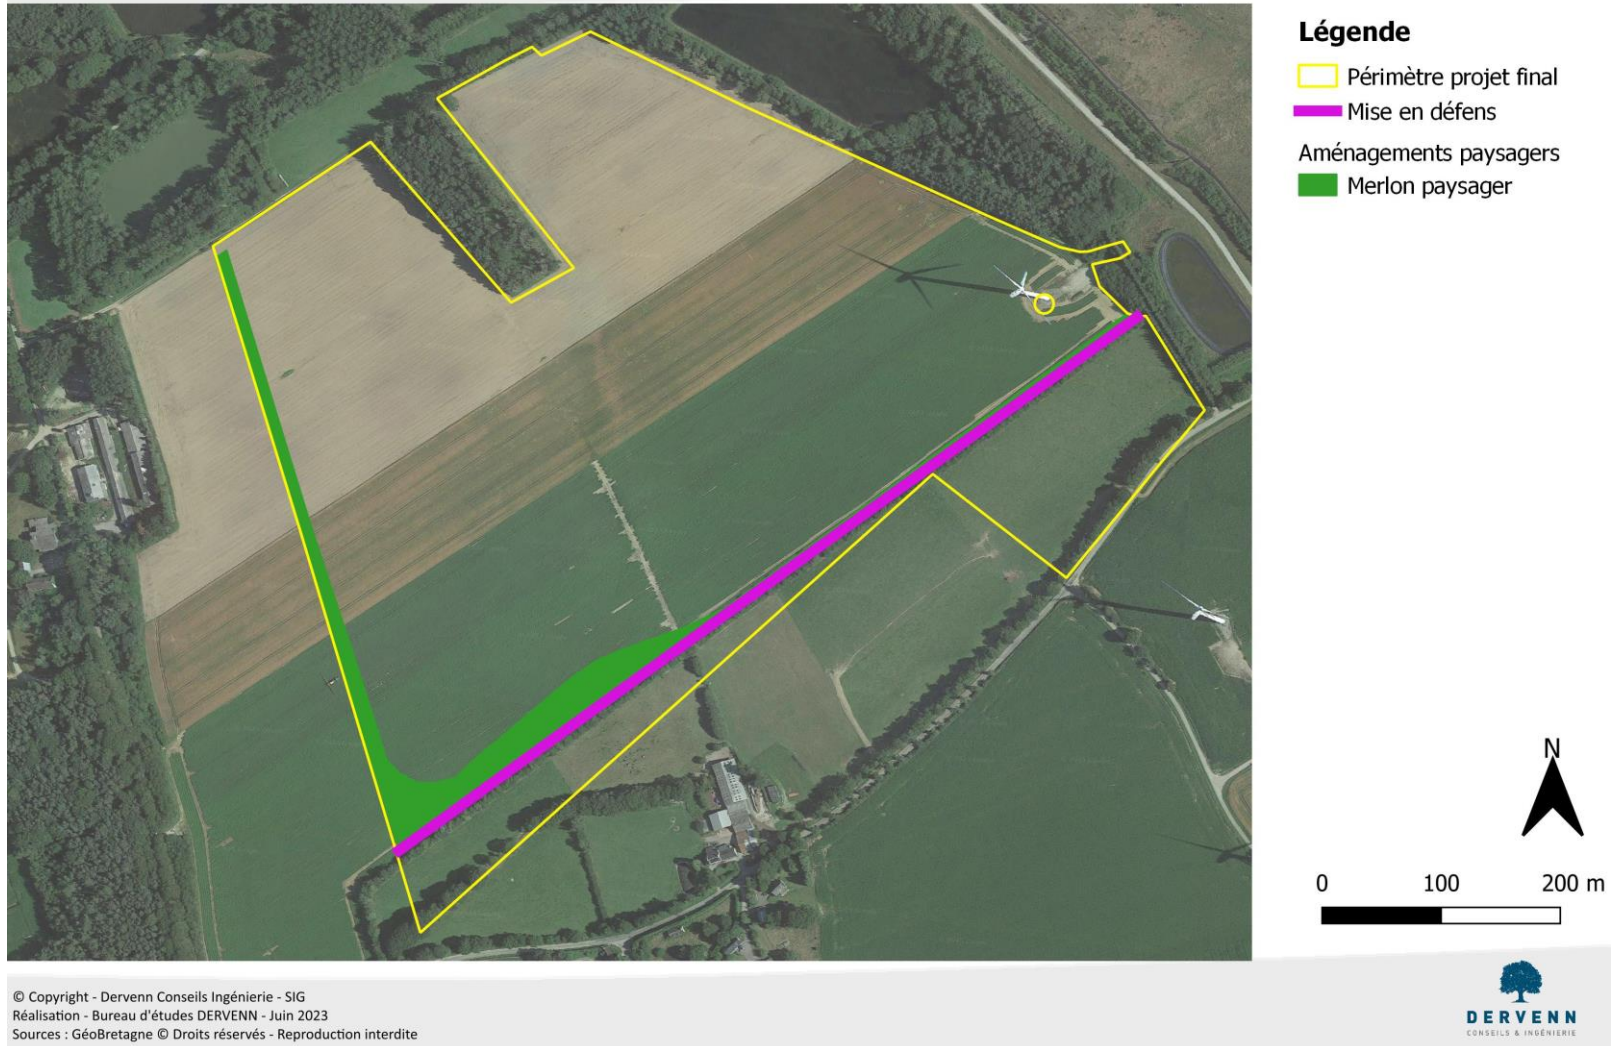 Légende
Périmètre projet final
Mise en défens
Aménagements paysagers
Merlon paysager
N
0 100 200 m
© Copyright - Dervenn Conseils Ingénierie - SIG
Réalisation - Bureau d'études DERVENN - Juin 2023
Sources : GéoBretagne © Droits réservés - Reproduction interdite
DERVENN
CONSEILS & INGÉNIERIE